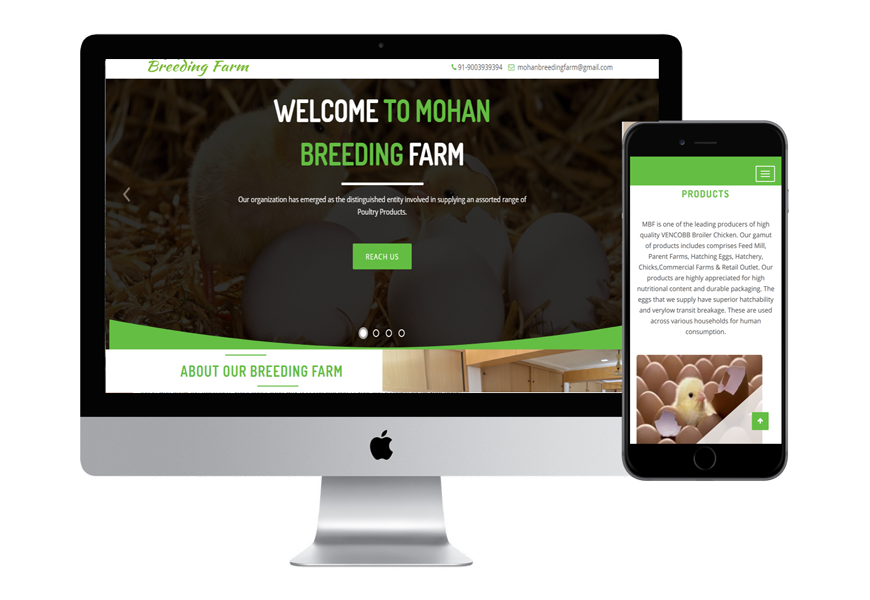 Breeding Farm
91-9003939394 mohanbreedingfarm@gmail.com
WELCOME TO MOHAN
BREEDING FARM
Our organization has emerged as the distinguished entity involved in supplying an assorted range of
Poultry Products.
REACH US
ABOUT OUR BREEDING FARM
PRODUCTS
MBF is one of the leading producers of high
quality VENCOBB Broiler Chicken. Our gamut
of products includes comprises Feed Mill,
Parent Farms, Hatching Eggs, Hatchery,
Chicks,Commercial Farms & Retail Outlet. Our
products are highly appreciated for high
nutritional content and durable packaging. The
eggs that we supply have superior hatchability
and verylow transit breakage. These are used
across various households for human
consumption.